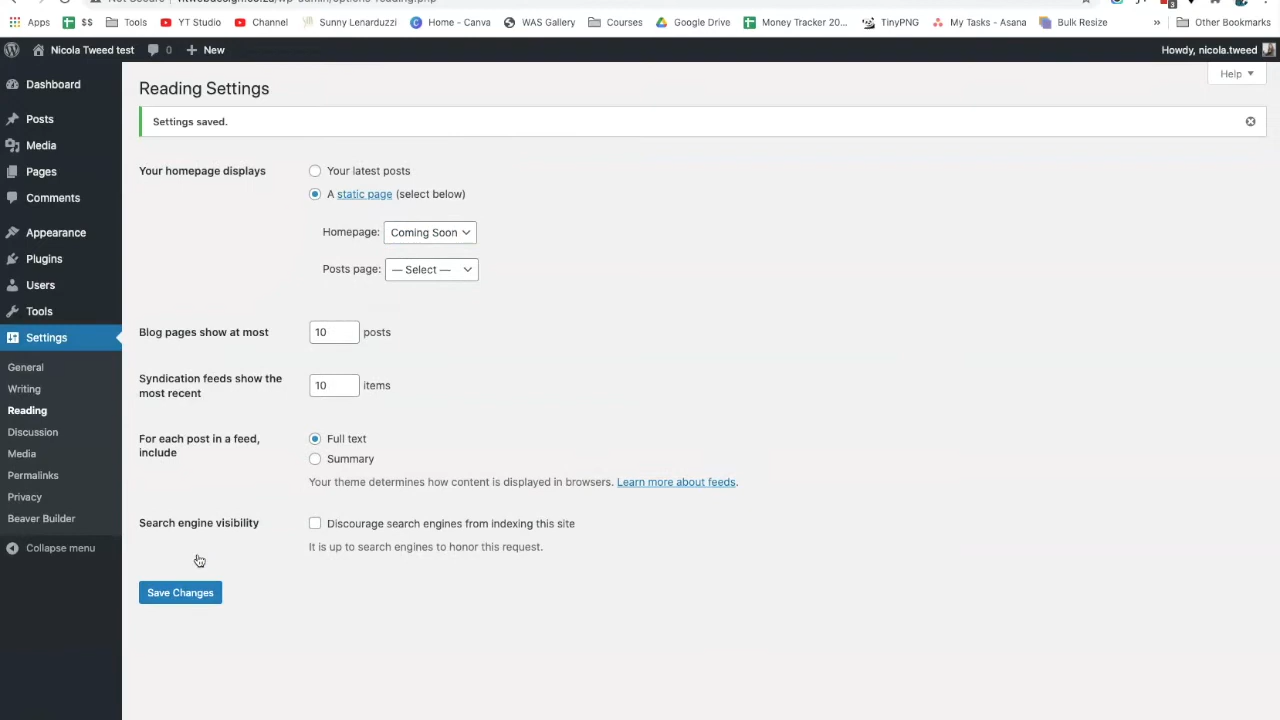 Apps
$$
Tools
YT Studio
Channel
Sunny Lenarduzzi
Home - Canva
WAS Gallery
Courses
Google Drive
Money Tracker 20...
TinyPNG
My Tasks - Asana
Bulk Resize
»
Other Bookmarks
Nicola Tweed test
0
New
Howdy, nicola.tweed
Dashboard
Posts
Media
Pages
Comments
Appearance
Plugins
Users
Tools
Settings
General
Writing
Reading
Discussion
Media
Permalinks
Privacy
Beaver Builder
Collapse menu
Help
Reading Settings
Settings saved.
Your homepage displays
Your latest posts
A static page (select below)
Homepage: Coming Soon
Posts page: — Select —
Blog pages show at most
10 posts
Syndication feeds show the
most recent
10 items
For each post in a feed,
include
Full text
Summary
Your theme determines how content is displayed in browsers. Learn more about feeds.
Search engine visibility
Discourage search engines from indexing this site
It is up to search engines to honor this request.
Save Changes